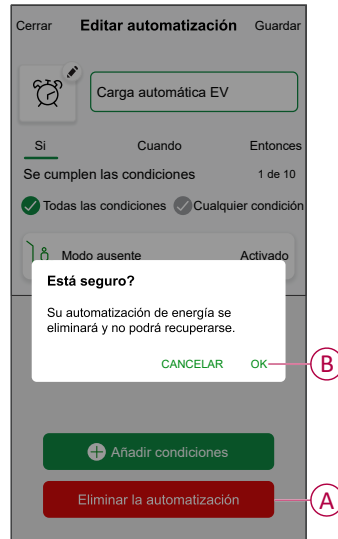 Cerrar Editar automatización Guardar
Carga automática EV
Si Cuando Entonces
Se cumplen las condiciones 1 de 10
Todas las condiciones Cualquier condición
Modo ausente Activado
Está seguro?
Su automatización de energía se
eliminará y no podrá recuperarse.
CANCELAR OK
B
Añadir condiciones
Eliminar la automatización
A